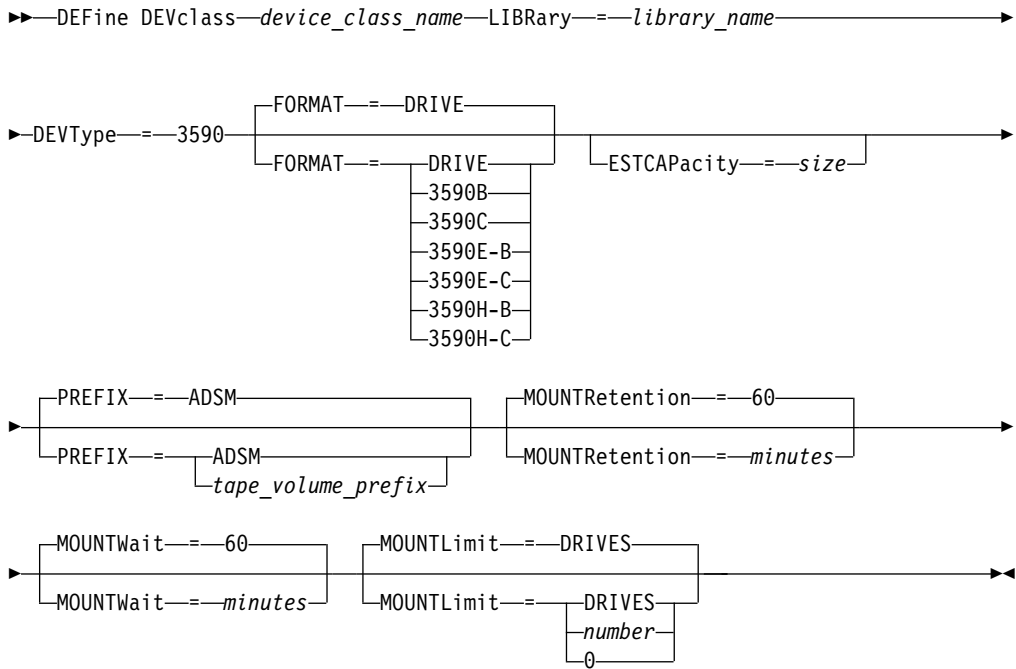 DEFine DEVclass device_class_name LIBRary = library_name
FORMAT = DRIVE
DEVType = 3590
FORMAT = DRIVE
ESTCAPacity = size
3590B
3590C
3590E-B
3590E-C
3590H-B
3590H-C
PREFIX = ADSM
MOUNTRetention = 60
PREFIX = ADSM
MOUNTRetention = minutes
tape_volume_prefix
MOUNTWait = 60
MOUNTLimit = DRIVES
MOUNTWait = minutes
MOUNTLimit = DRIVES
number
0